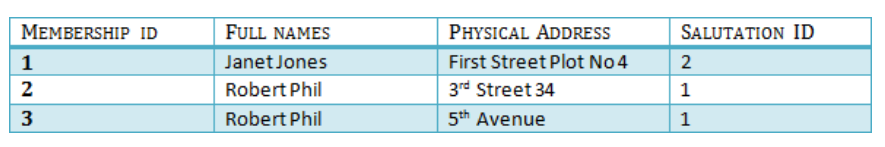 MEMBERSHIP ID FULL NAMES PHYSICAL ADDRESS SALUTATION ID
1 Janet Jones First Street Plot No 4 2
2 Robert Phil 3rd Street 34 1
3 Robert Phil 5th Avenue 1